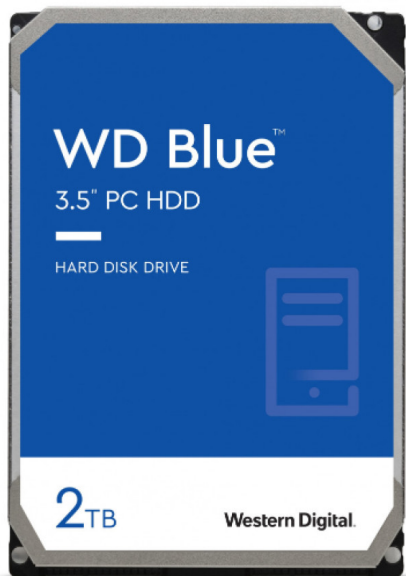 WD Blue™
3.5" PC HDD
HARD DISK DRIVE
2TB
Western Digital.